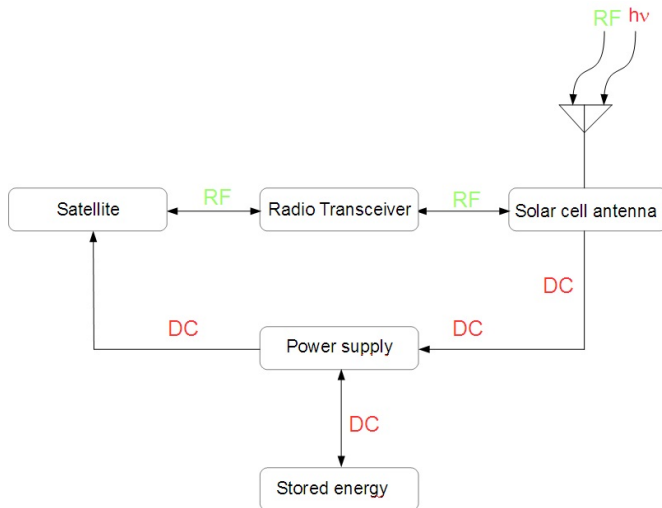 RF hν
Satellite
RF
Radio Transceiver
RF
Solar cell antenna
DC
DC
Power supply
DC
DC
Stored energy